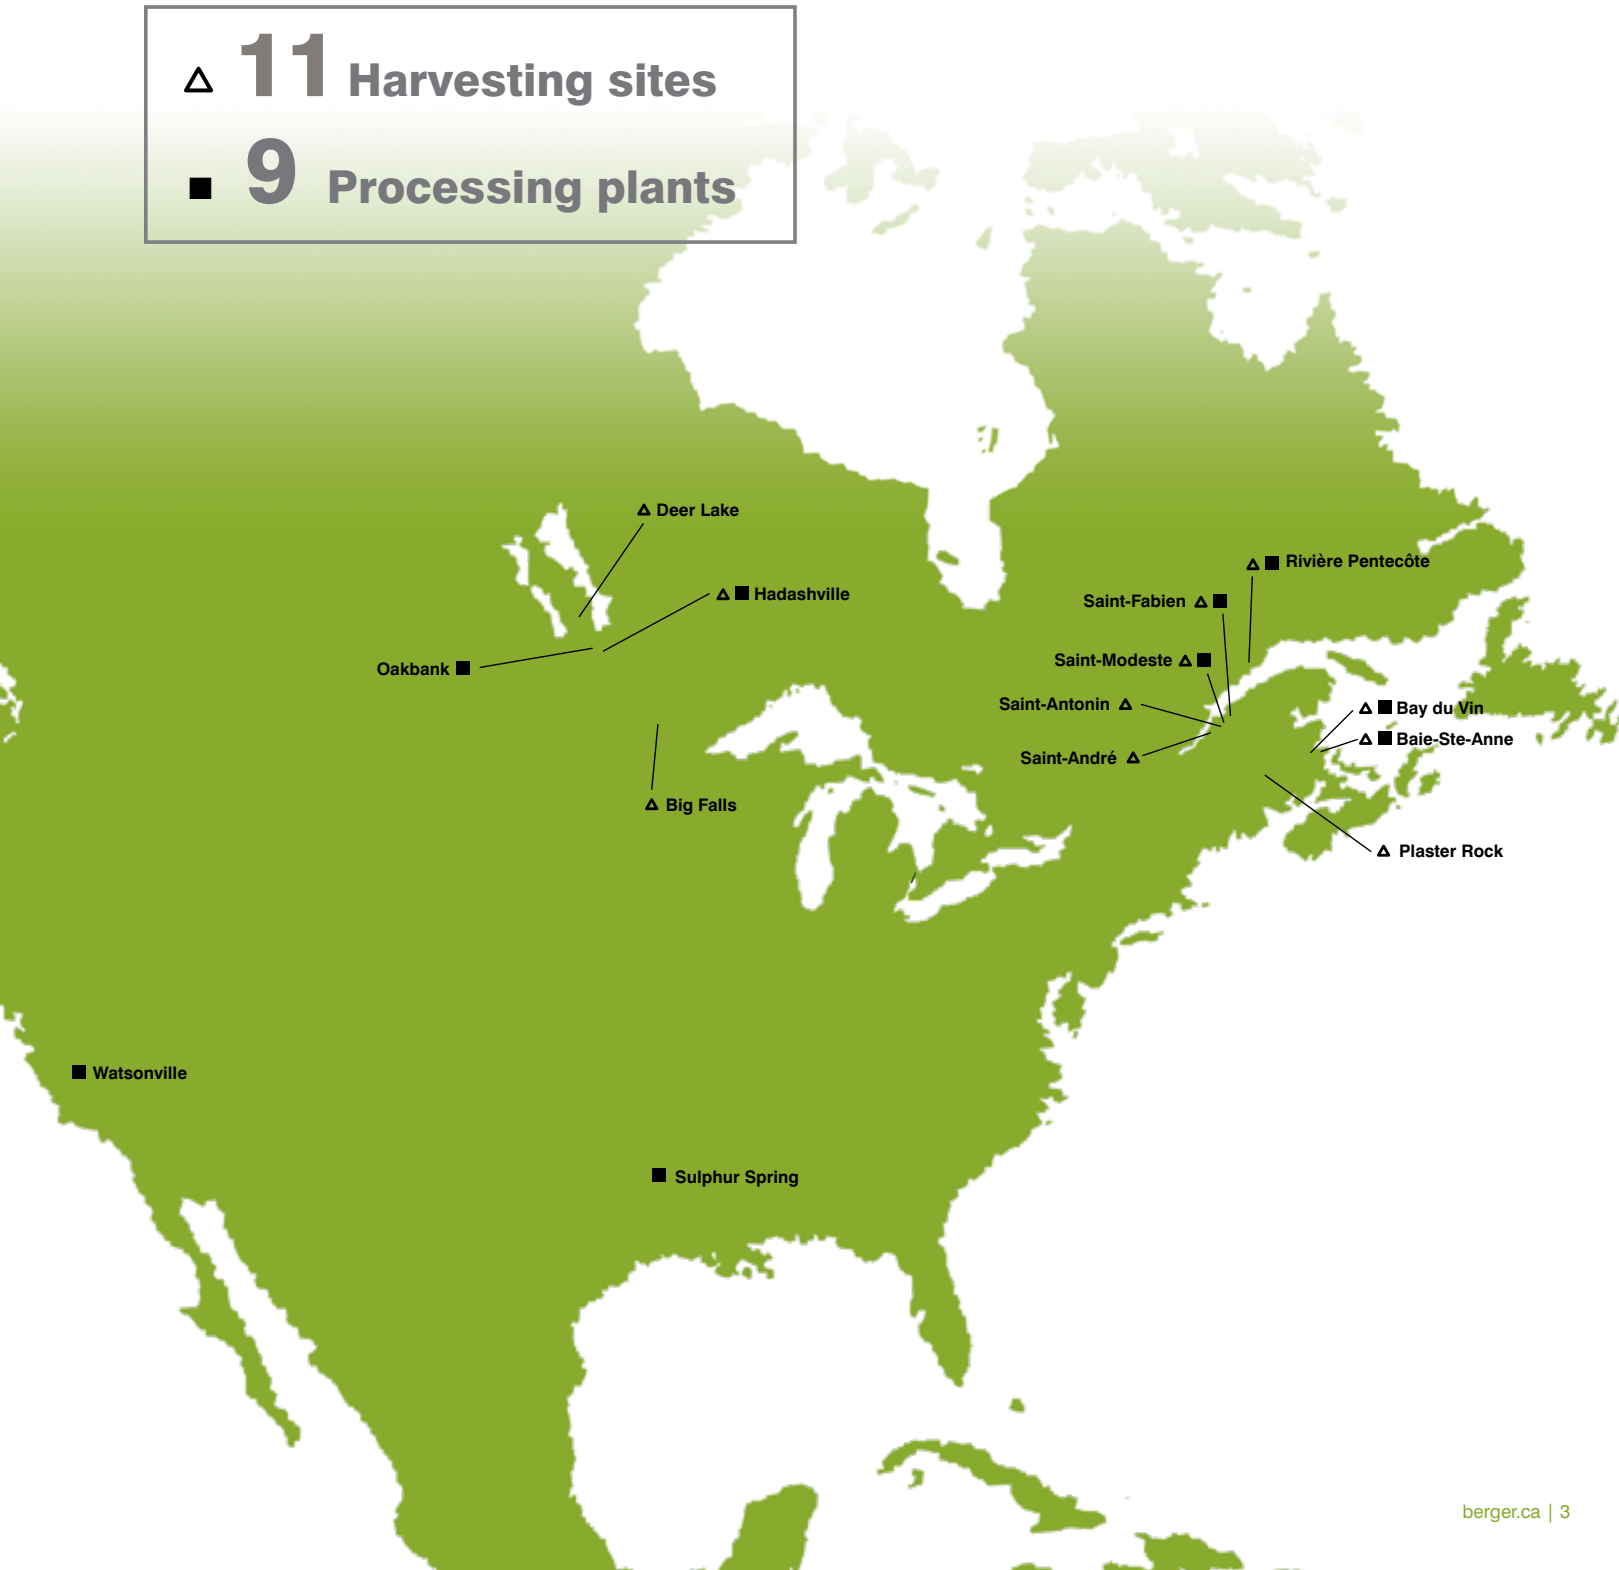 11 Harvesting sites
9 Processing plants
Deer Lake
Hadashville
Oakbank
Big Falls
Rivière Pentecôte
Saint-Fabien
Saint-Modeste
Saint-Antonin
Saint-André
Bay du Vin
Baie-Ste-Anne
Plaster Rock
Watsonville
Sulphur Spring
berger.ca | 3